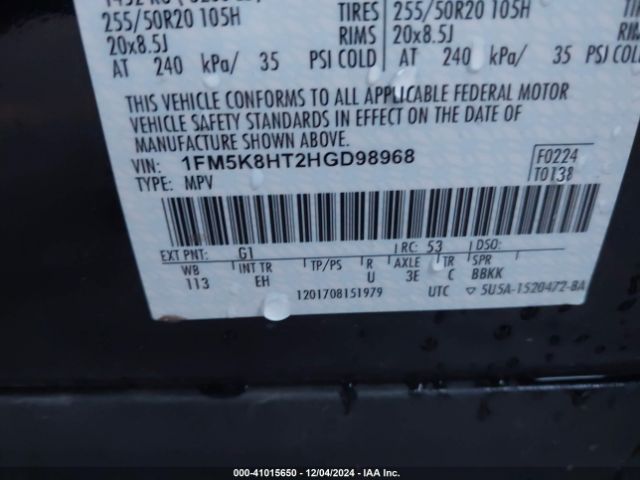 255/50R20 105H TIRES 255/50R20 105H TIRES
20x8.5J RIMS 20x8.5J
AT 240 kPa/ 35 PSI COLD AT 240 kPa/ 35 PSI COLD
THIS VEHICLE CONFORMS TO ALL APPLICABLE FEDERAL MOTOR
VEHICLE SAFETY STANDARDS IN EFFECT ON THE DATE OF
MANUFACTURE SHOWN ABOVE.
VIN: 1FM5K8HT2HGD98968 F0224
TYPE: MPV T0138
EXT PNT: G1 RC: 53 DSO:
WB INT TR TP/PS R AXLE TR SPR
113 EH U 3E C BBKK
1201708151979 UTC ▽ 5U5A-1520472-BA
000-41015650 - 12/04/2024 - IAA Inc.